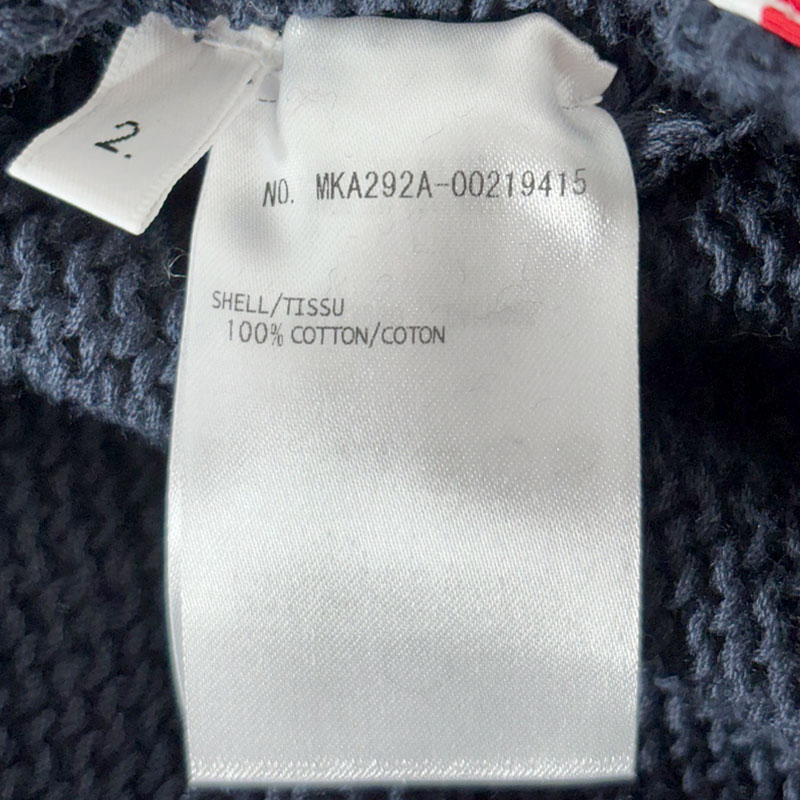 2.
NO. MKA292A-00219415
SHELL/TISSU
100% COTTON/COTON